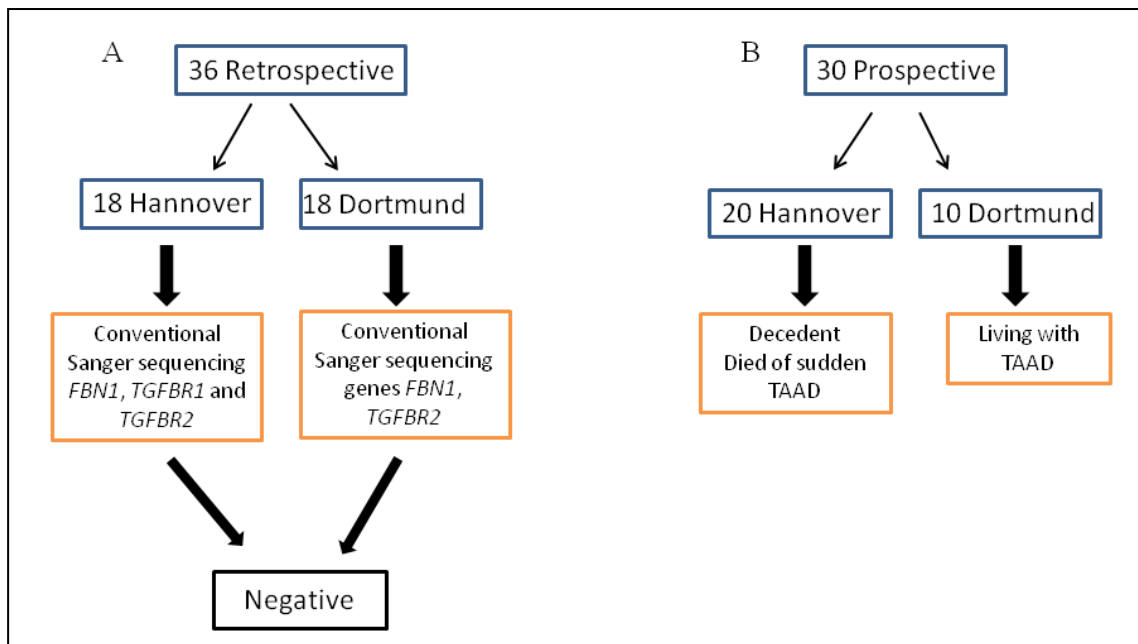 A
36 Retrospective
18 Hannover
18 Dortmund
Conventional
Sanger sequencing
FBN1, TGFBR1 and
TGFBR2
Conventional
Sanger sequencing
genes FBN1,
TGFBR2
Negative
B
30 Prospective
20 Hannover
10 Dortmund
Decedent
Died of sudden
TAAD
Living with
TAAD